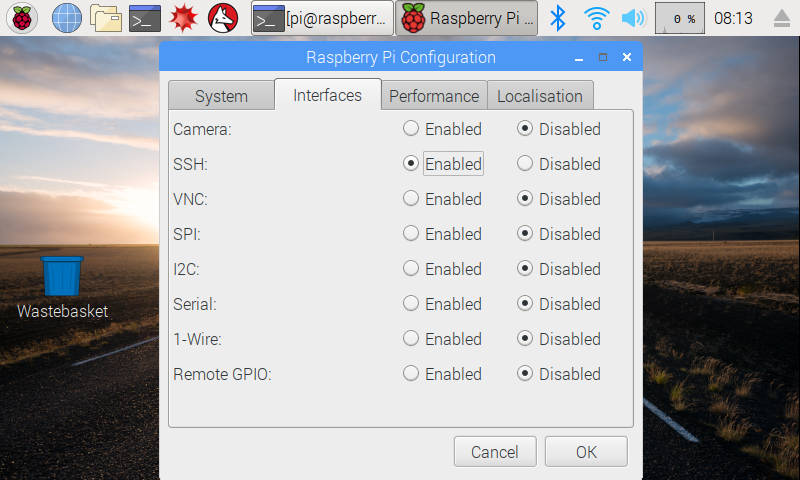 [pi@raspberr... Raspberry Pi ... 0 % 08:13
Raspberry Pi Configuration
System Interfaces Performance Localisation
Camera: Enabled Disabled
SSH: Enabled Disabled
VNC: Enabled Disabled
SPI: Enabled Disabled
I2C: Enabled Disabled
Serial: Enabled Disabled
1-Wire: Enabled Disabled
Remote GPIO: Enabled Disabled
Wastebasket
Cancel OK